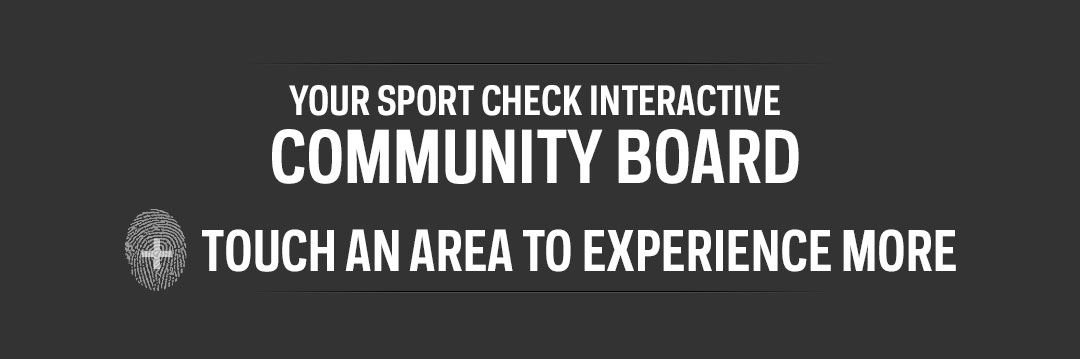 YOUR SPORT CHECK INTERACTIVE
COMMUNITY BOARD
TOUCH AN AREA TO EXPERIENCE MORE